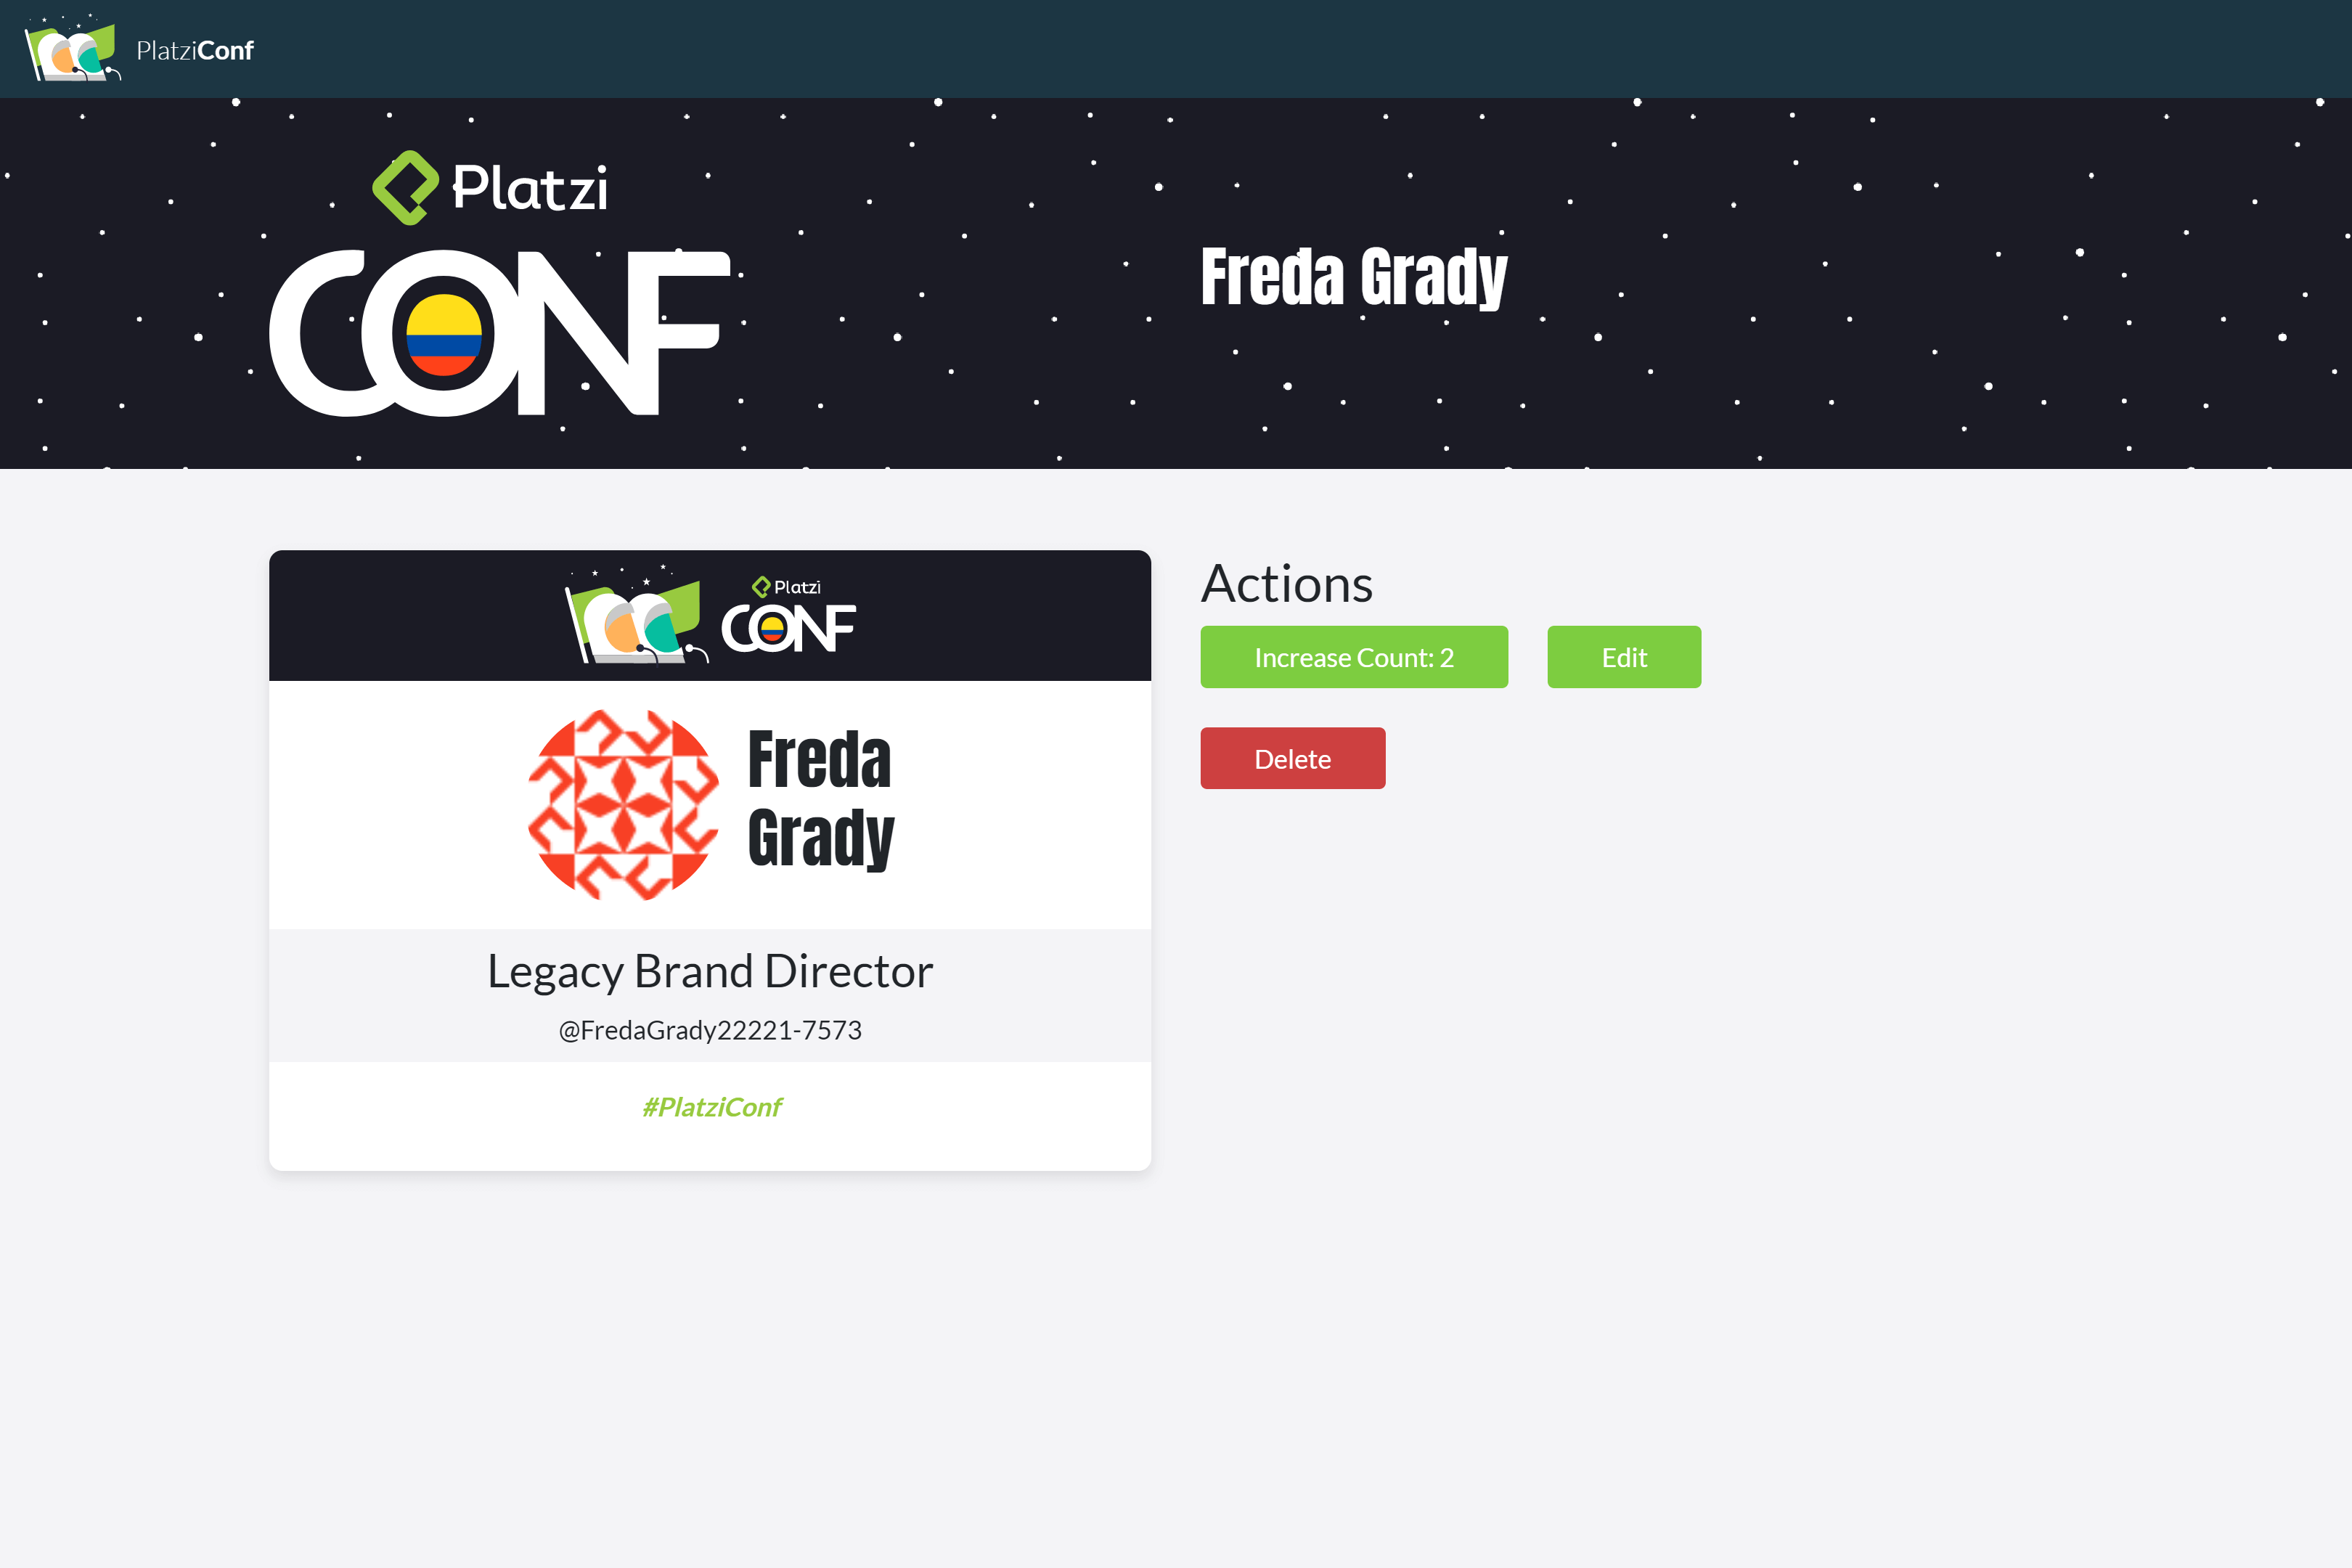 PlatziConf
Platzi
CONF
Freda Grady
Platzi
CONF
Freda
Grady
Legacy Brand Director
@FredaGrady22221-7573
#PlatziConf
Actions
Increase Count: 2
Edit
Delete